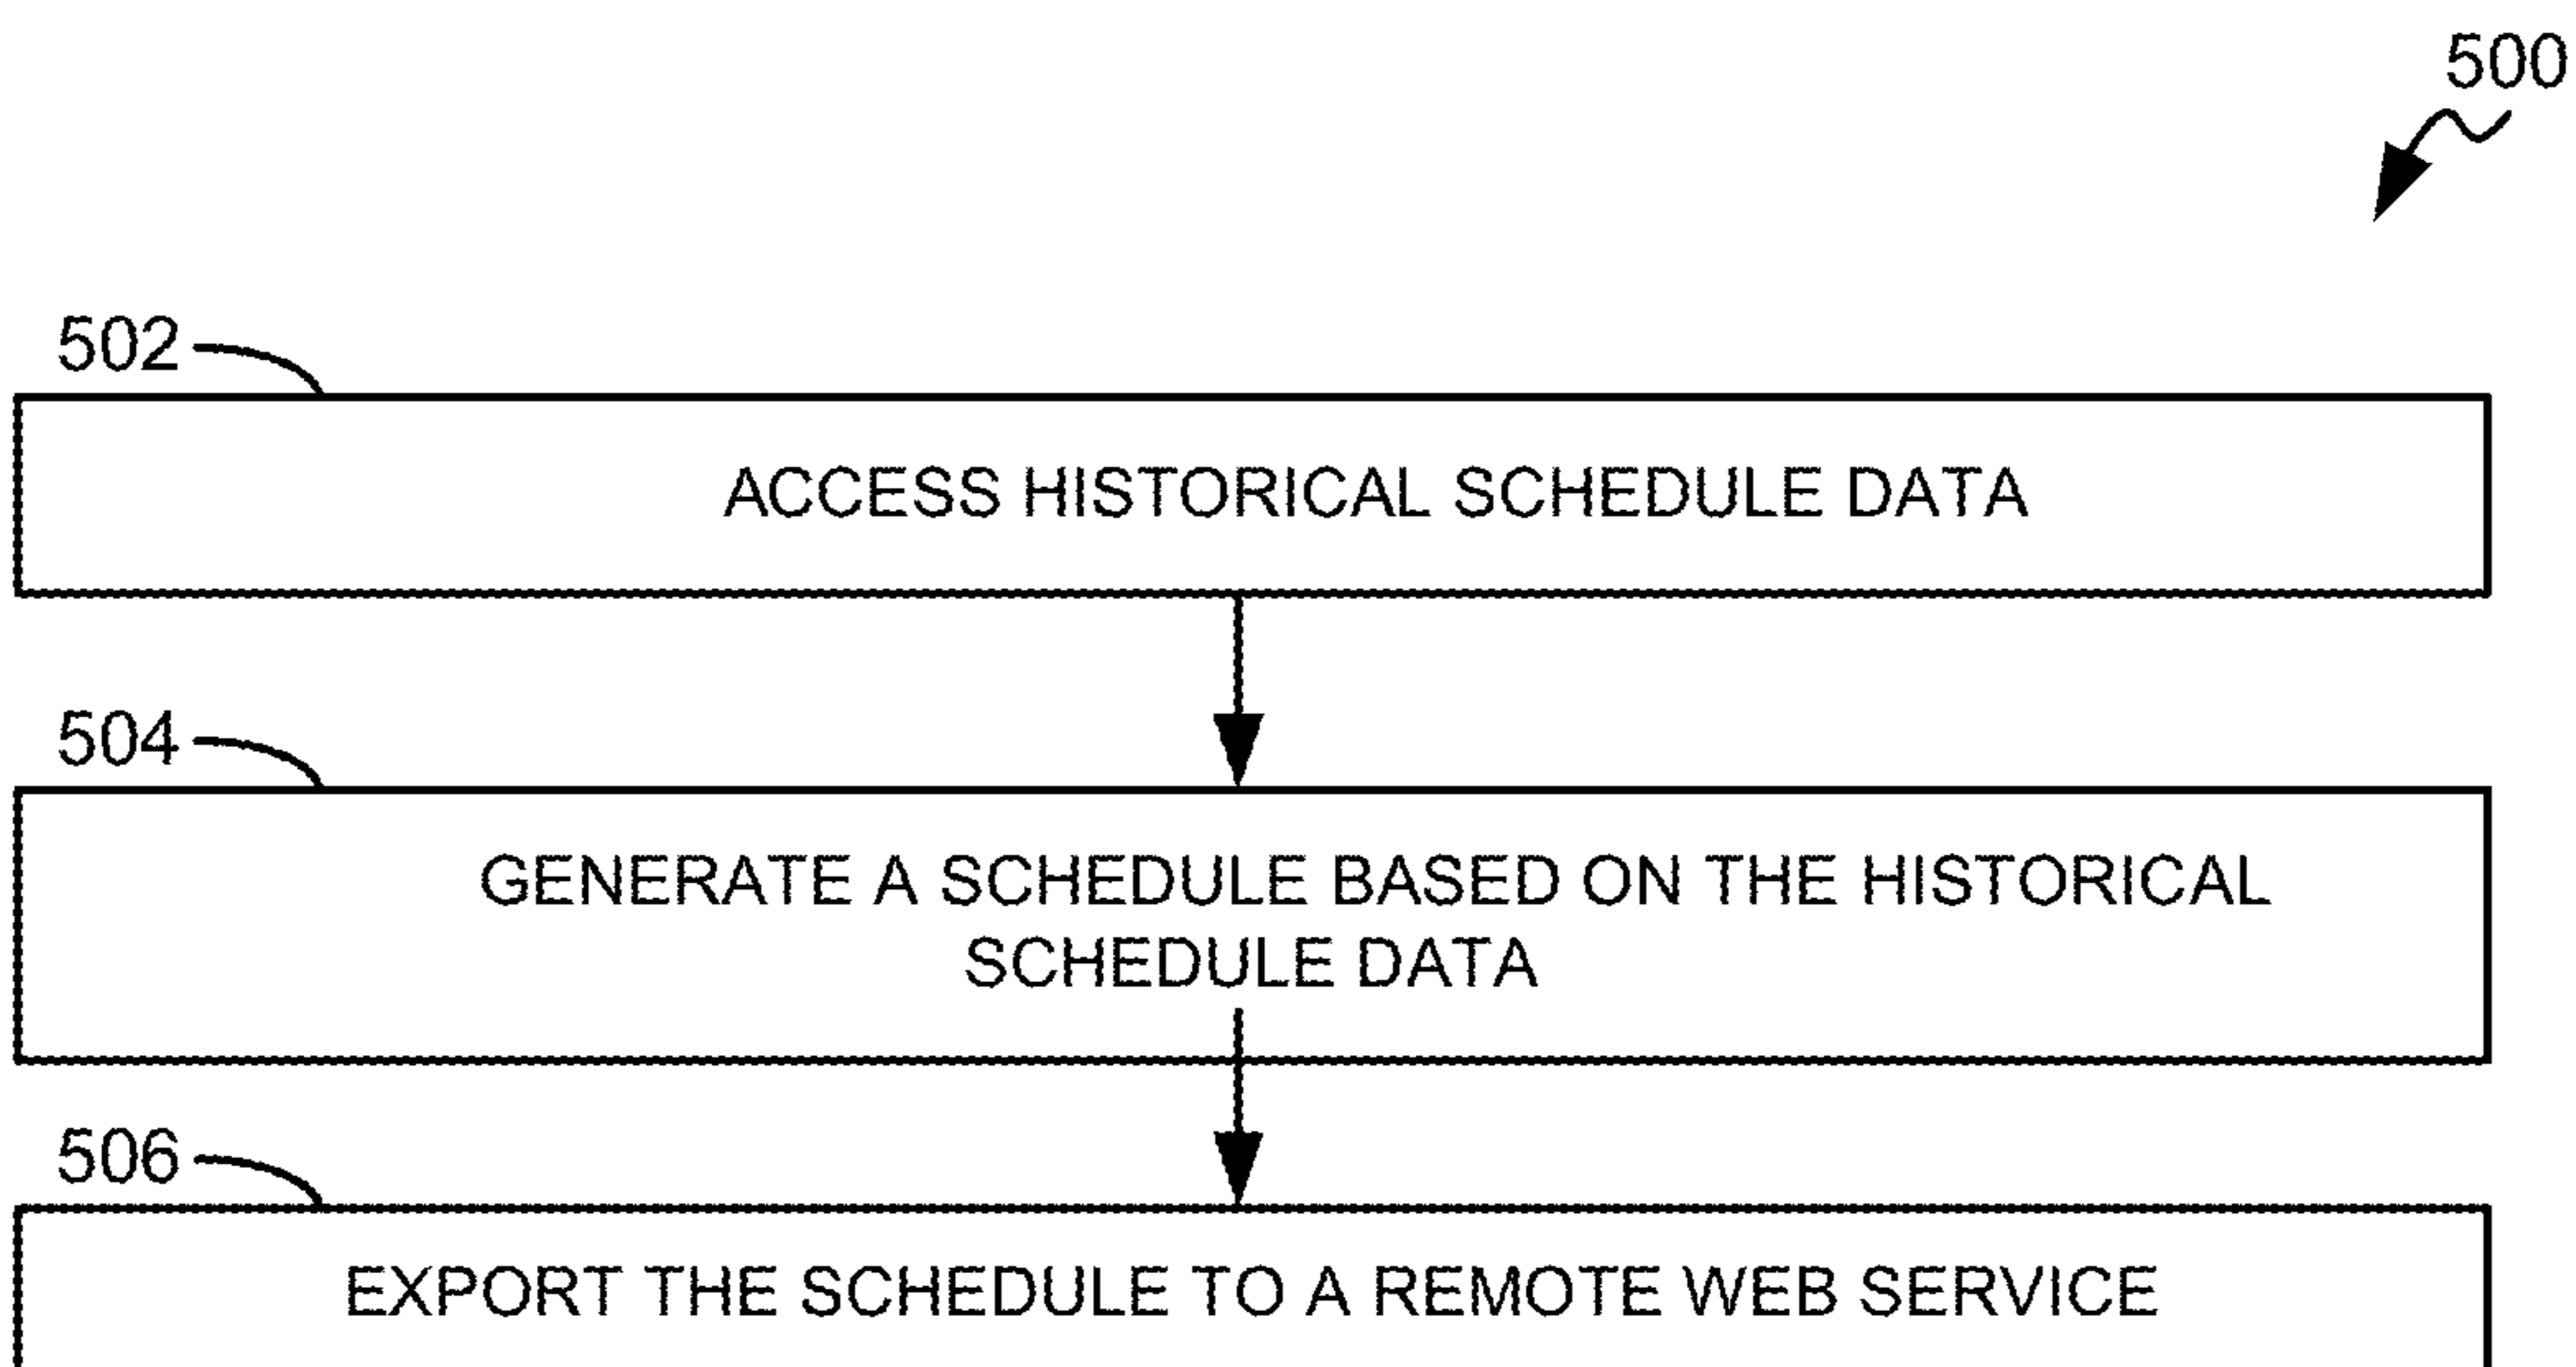 500
502
ACCESS HISTORICAL SCHEDULE DATA
504
GENERATE A SCHEDULE BASED ON THE HISTORICAL
SCHEDULE DATA
506
EXPORT THE SCHEDULE TO A REMOTE WEB SERVICE